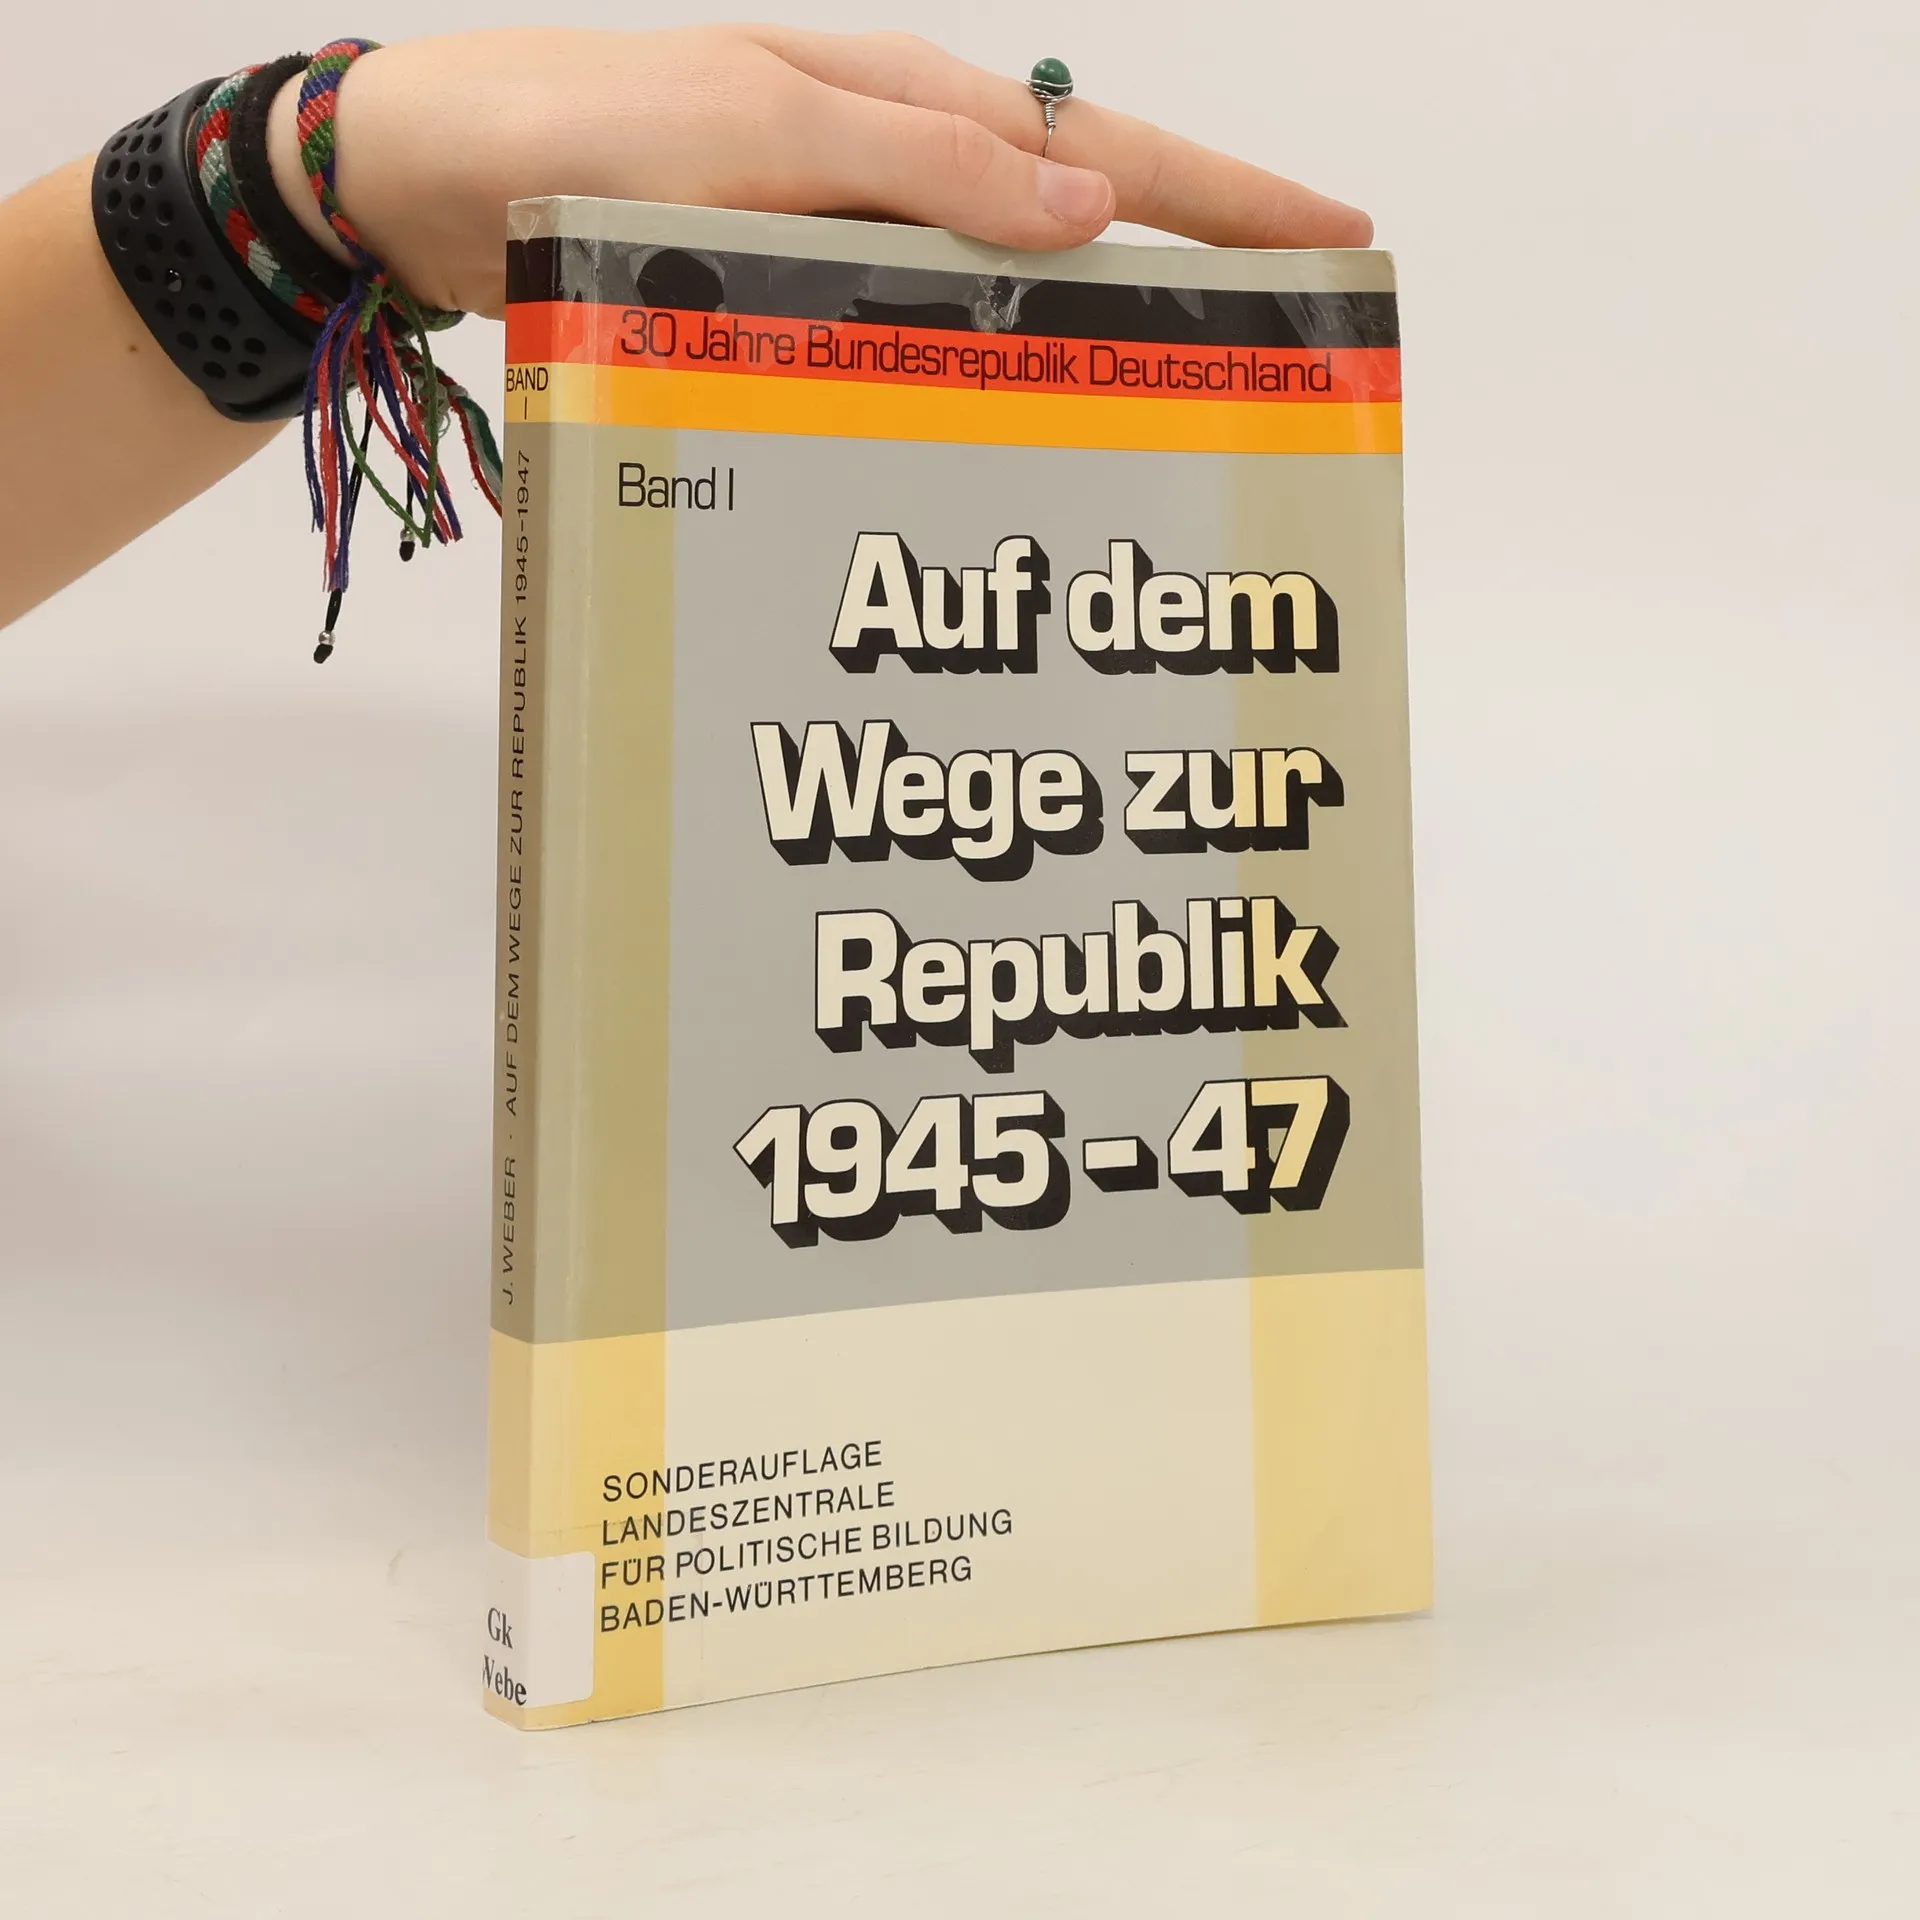 30 Jahre Bundesrepublik Deutschland
Band I
Auf dem
Wege zur
Republik
1945-47
SONDERAUFLAGE
LANDESZENTRALE
FÜR POLITISCHE BILDUNG
BADEN-WÜRTTEMBERG
BAND
I
J. WEBER · AUF DEM WEGE ZUR REPUBLIK 1945-1947
Gk
Webe